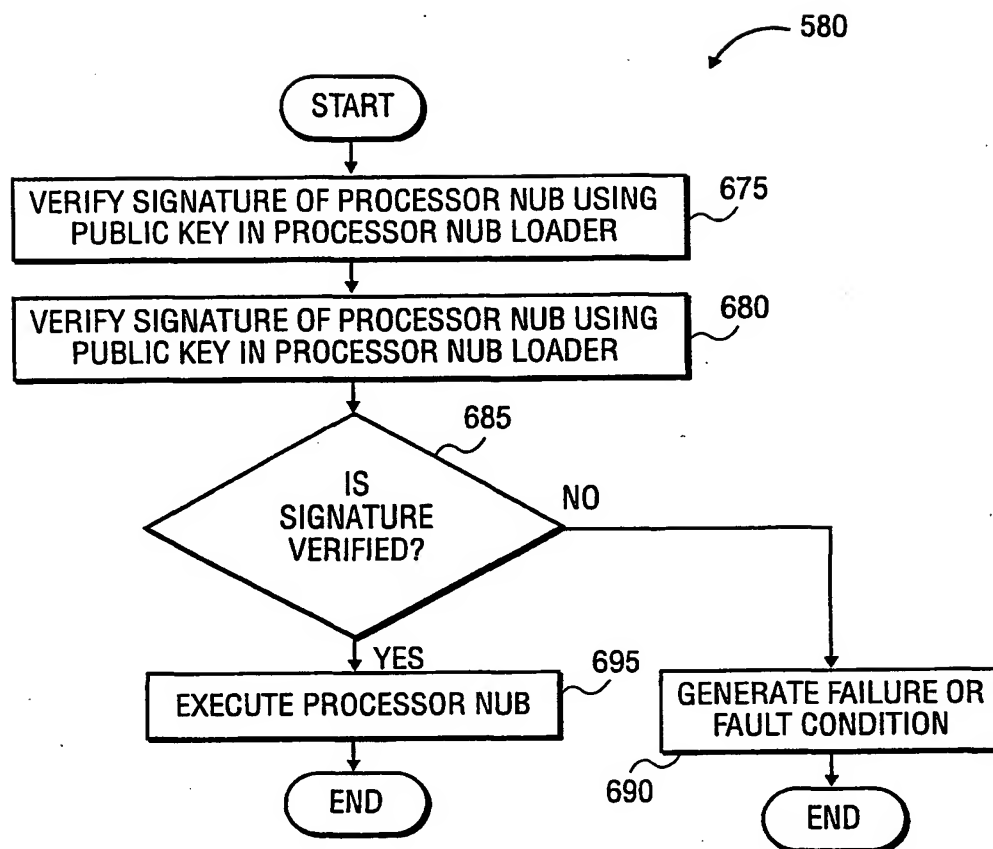 580
START
VERIFY SIGNATURE OF PROCESSOR NUB USING
PUBLIC KEY IN PROCESSOR NUB LOADER
675
VERIFY SIGNATURE OF PROCESSOR NUB USING
PUBLIC KEY IN PROCESSOR NUB LOADER
680
685
IS
SIGNATURE
VERIFIED?
NO
YES
EXECUTE PROCESSOR NUB
695
GENERATE FAILURE OR
FAULT CONDITION
690
END
END